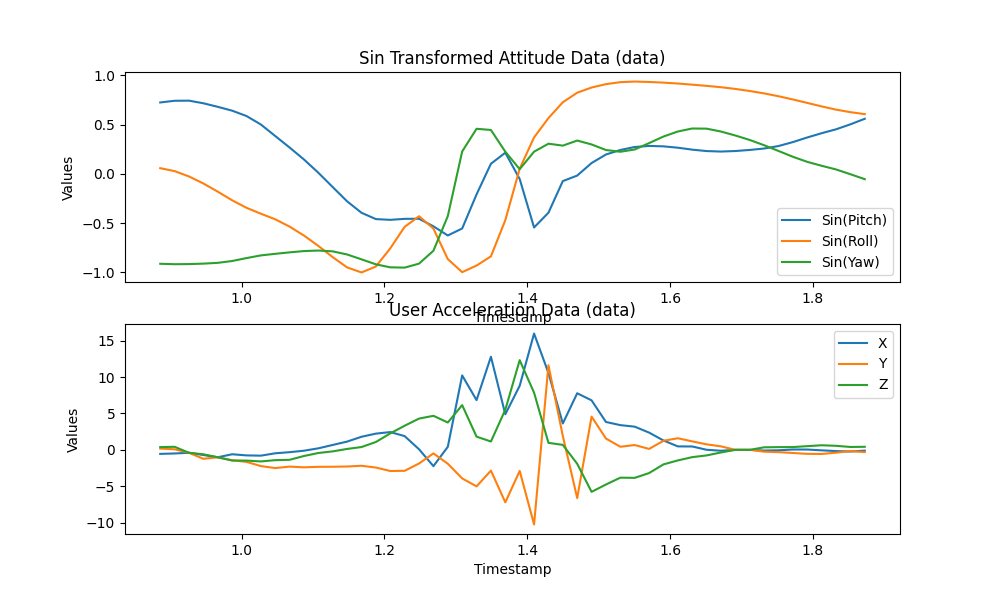 Sin Transformed Attitude Data (data)
Values
1.0
0.5
0.0
−0.5
−1.0
Sin(Pitch)
Sin(Roll)
Sin(Yaw)
1.0 1.2 1.4 1.6 1.8
Timestamp
User Acceleration Data (data)
Values
15
10
5
0
−5
−10
X
Y
Z
1.0 1.2 1.4 1.6 1.8
Timestamp